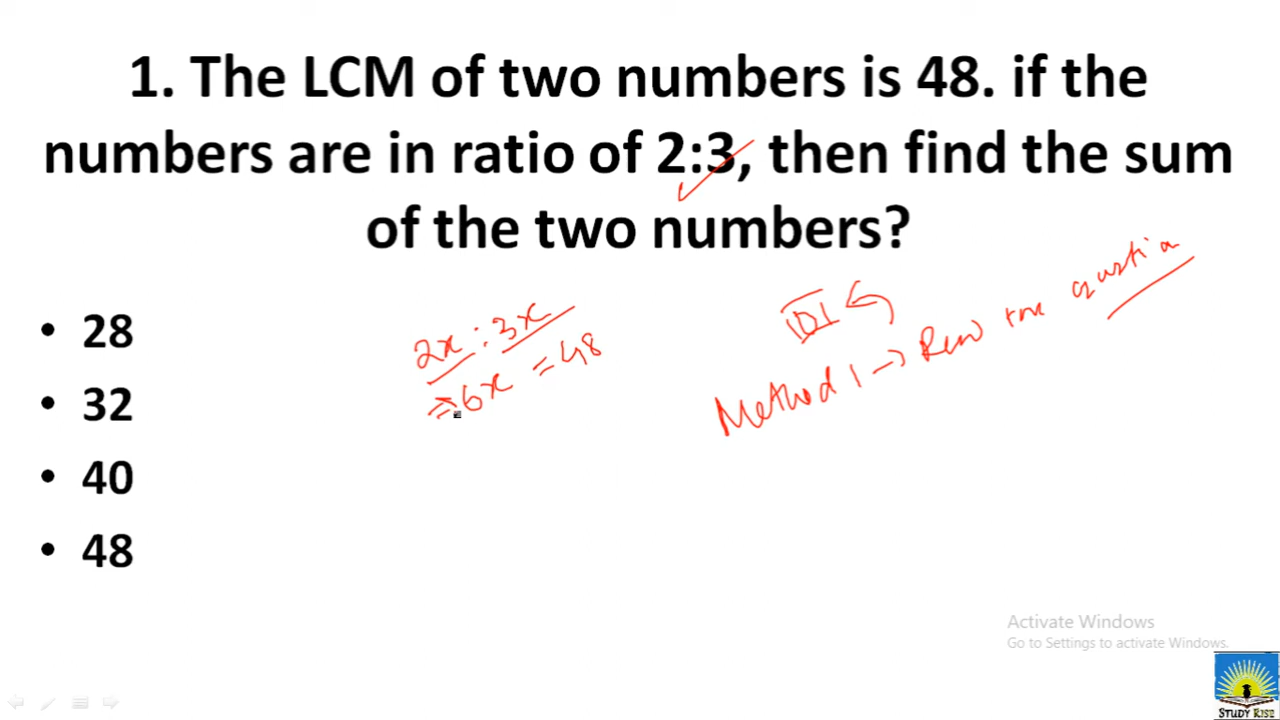 1. The LCM of two numbers is 48. if the
numbers are in ratio of 2:3, then find the sum
of the two numbers?
• 28
• 32
• 40
• 48
2x : 3x
⇒ 6x = 48
Method 1 → Read the question
Activate Windows
Go to Settings to activate Windows.
STUDY RISE